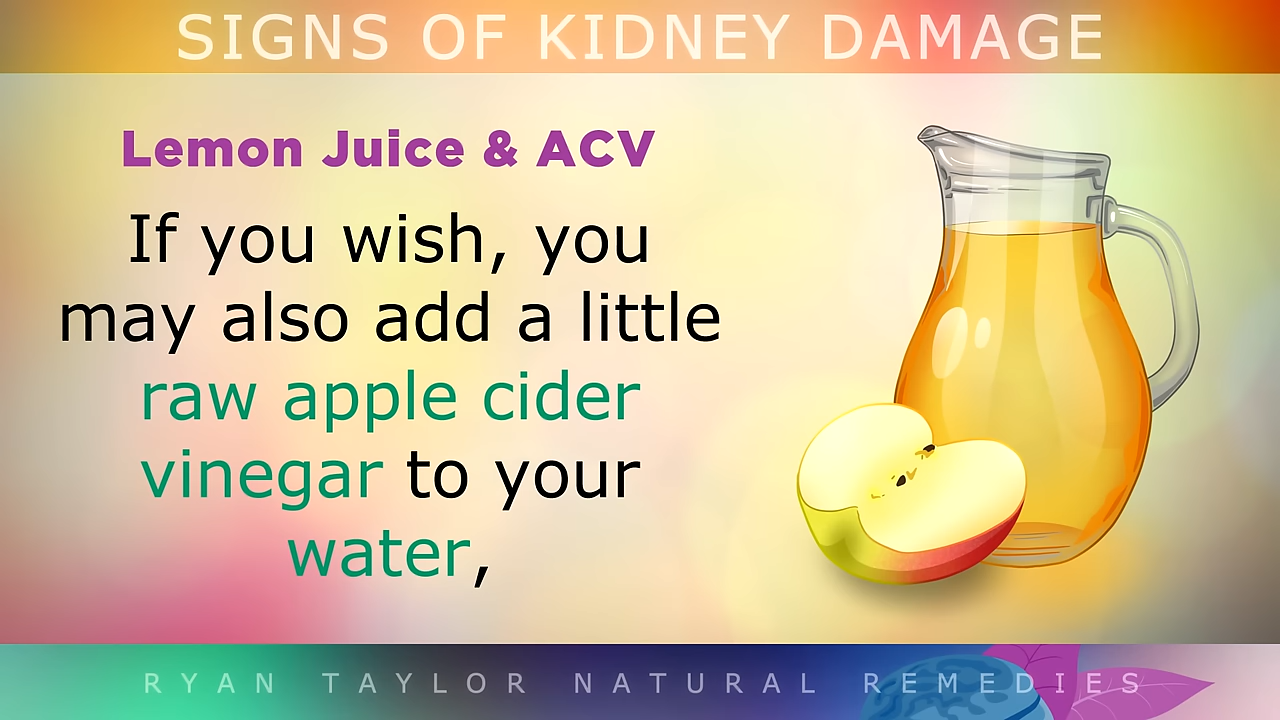 SIGNS OF KIDNEY DAMAGE
Lemon Juice & ACV
If you wish, you
may also add a little
raw apple cider
vinegar to your
water,
RYAN TAYLOR NATURAL REMEDIES